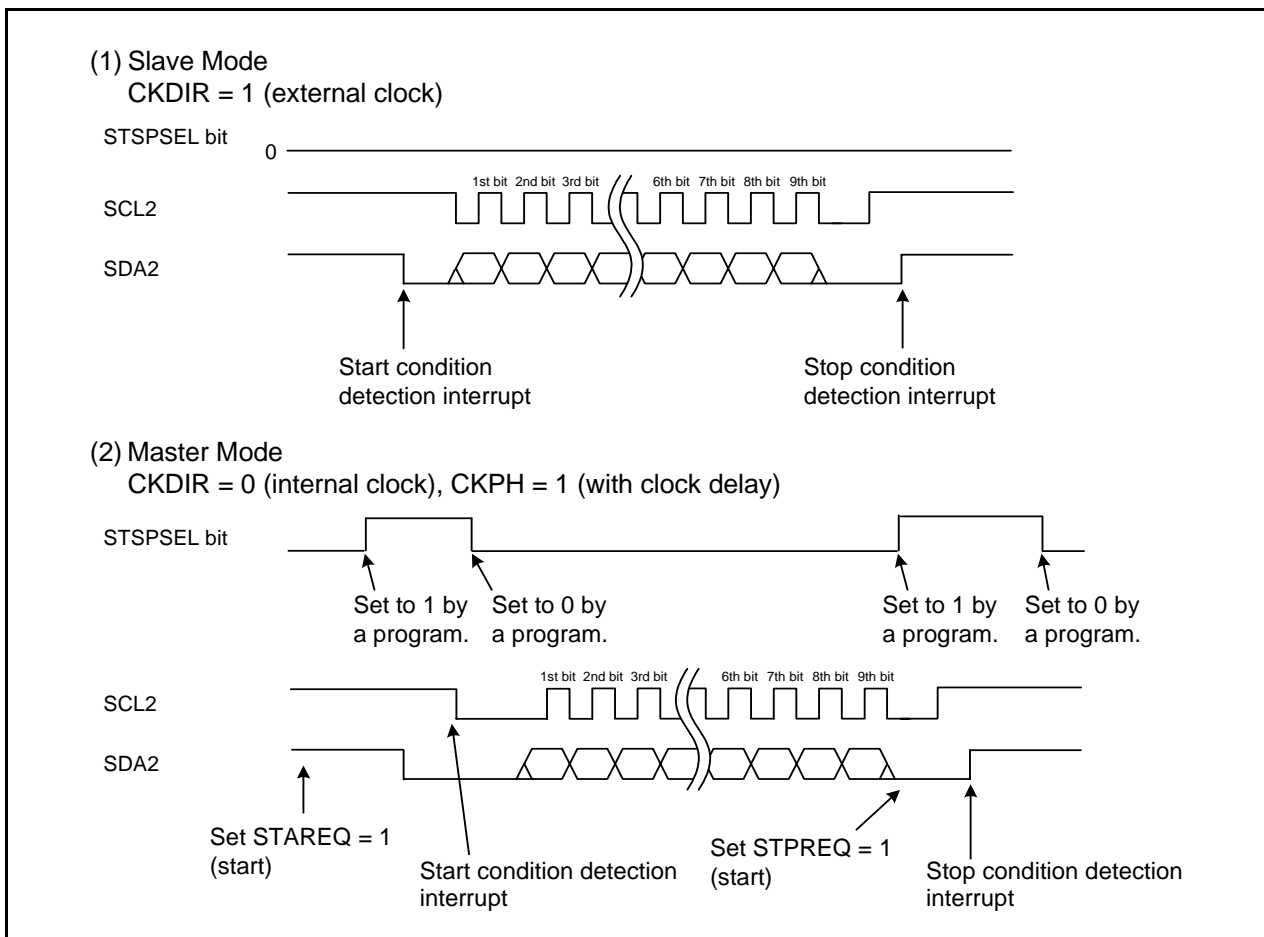 (1) Slave Mode
CKDIR = 1 (external clock)
STSPSEL bit
0
1st bit 2nd bit 3rd bit 6th bit 7th bit 8th bit 9th bit
SCL2
SDA2
Start condition
detection interrupt
Stop condition
detection interrupt
(2) Master Mode
CKDIR = 0 (internal clock), CKPH = 1 (with clock delay)
STSPSEL bit
Set to 1 by
a program.
Set to 0 by
a program.
Set to 1 by
a program.
Set to 0 by
a program.
1st bit 2nd bit 3rd bit 6th bit 7th bit 8th bit 9th bit
SCL2
SDA2
Set STAREQ = 1
(start)
Start condition detection
interrupt
Set STPREQ = 1
(start)
Stop condition detection
interrupt